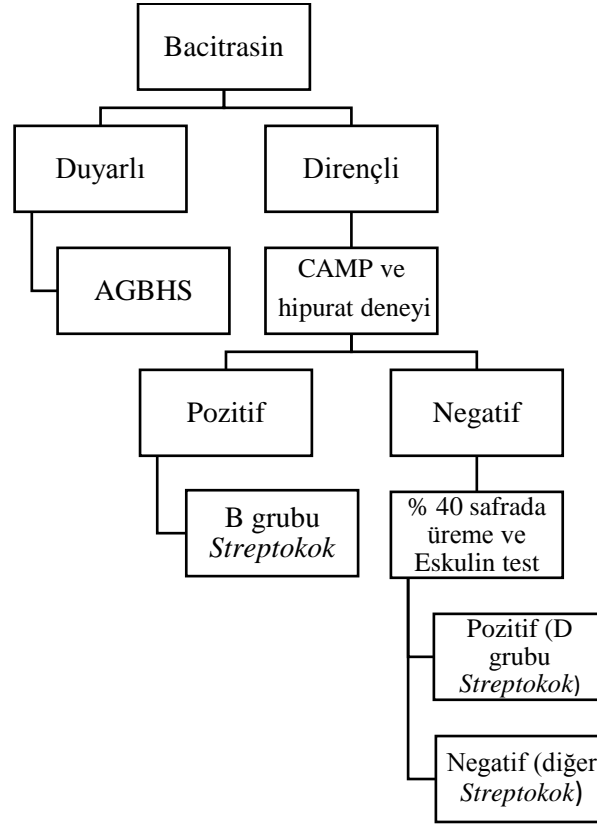 Bacitrasin
Duyarlı
Dirençli
AGBHS
CAMP ve
hipurat deneyi
Pozitif
Negatif
B grubu
Streptokok
% 40 safrada
üreme ve
Eskulin test
Pozitif (D
grubu
Streptokok)
Negatif (diğer
Streptokok)